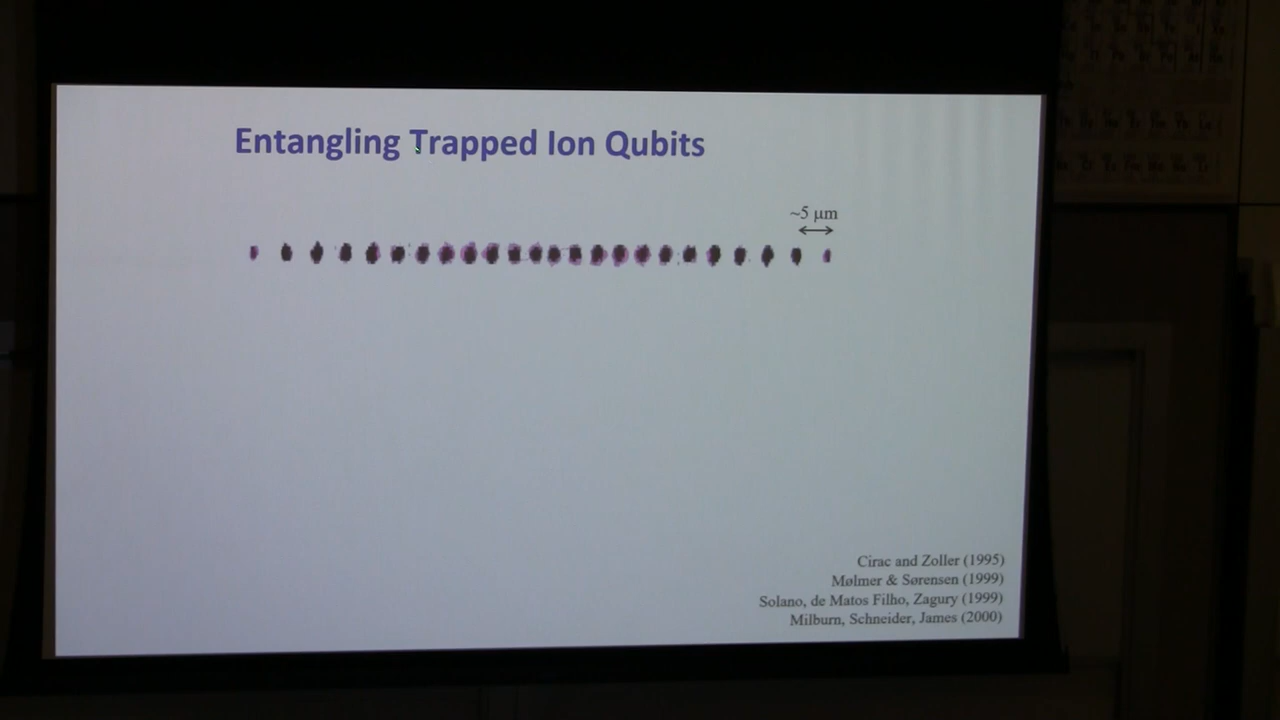 Entangling Trapped Ion Qubits
~5 μm
Cirac and Zoller (1995)
Mølmer & Sørensen (1999)
Solano, de Matos Filho, Zagury (1999)
Milburn, Schneider, James (2000)